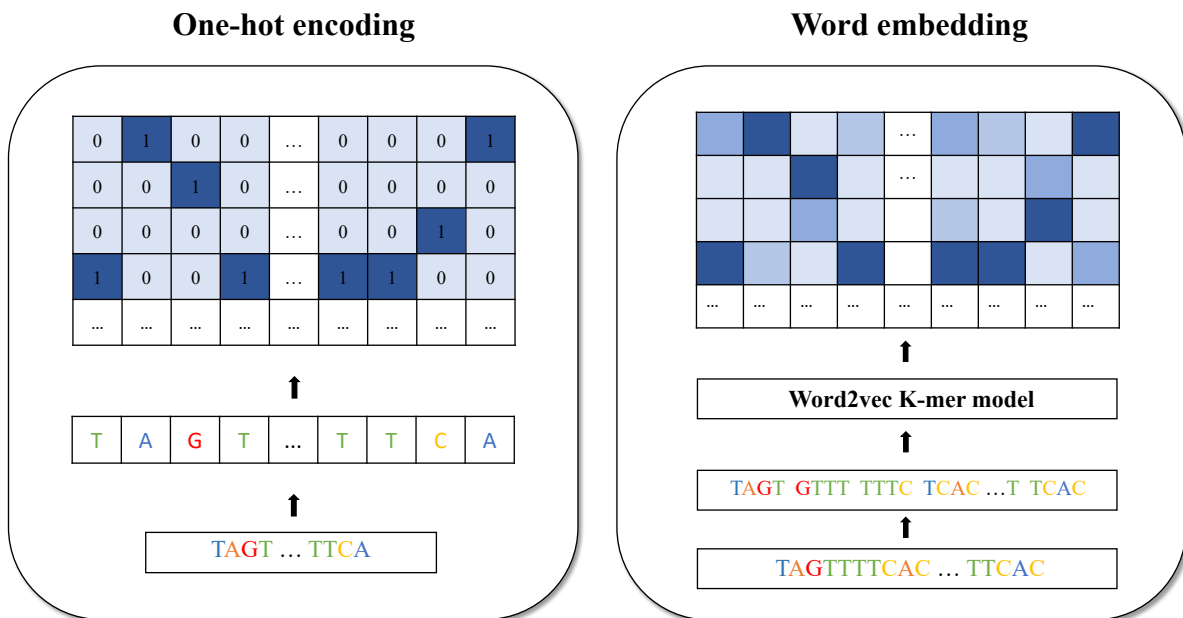 One-hot encoding
0 1 0 0 ... 0 0 0 1
0 0 1 0 ... 0 0 0 0
0 0 0 0 ... 0 0 1 0
1 0 0 1 ... 1 1 0 0
... ... ... ... ... ... ... ... ...
T A G T ... T T C A
TAGT ... TTCA
Word embedding
...
...
... ... ... ... ... ... ... ... ...
Word2vec K-mer model
TAGT GTTT TTTC TCAC ...T TCAC
TAGTTTTCAC ... TTCAC